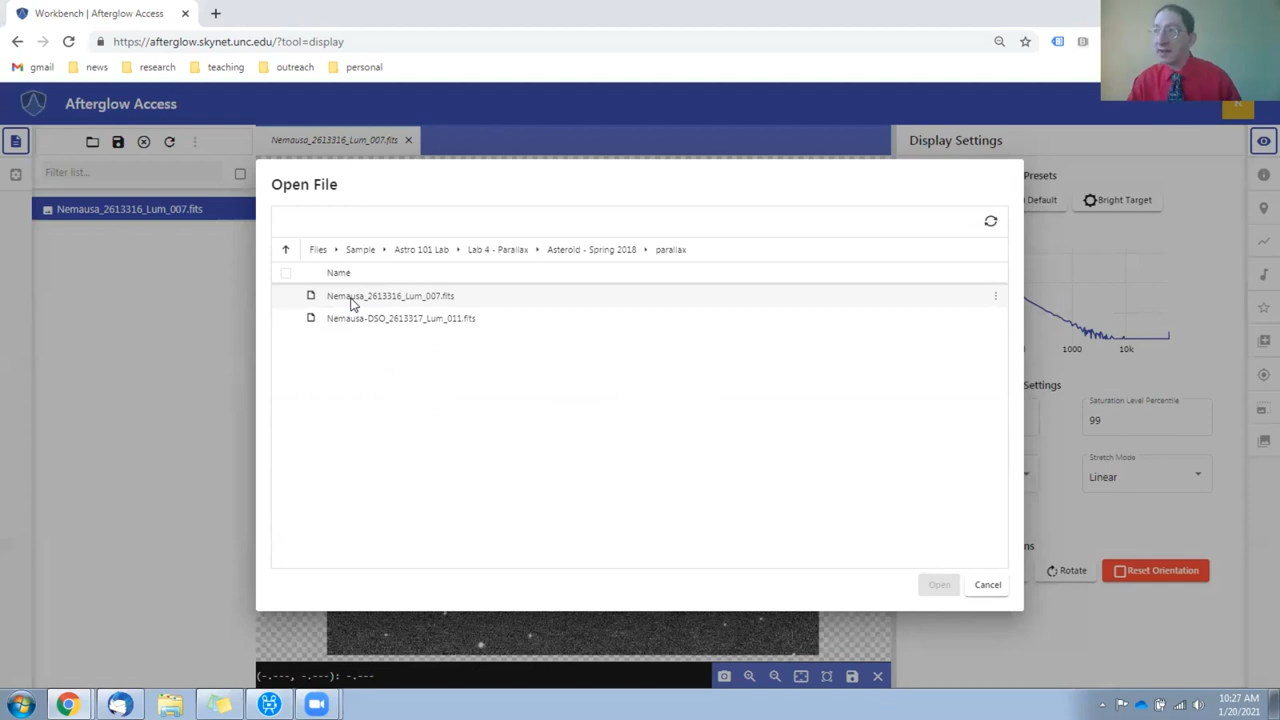 Workbench | Afterglow Access
https://afterglow.skynet.unc.edu/?tool=display
gmail news research teaching outreach personal
Afterglow Access
Filter list...
Nemausa_2613316_Lum_007.fits
Nemausa_2613316_Lum_007.fits
Display Settings
Presets
Default Bright Target
Open File
Files Sample Astro 101 Lab Lab 4 - Parallax Asteroid - Spring 2018 parallax
Name
Nemausa_2613316_Lum_007.fits
Nemausa-DSO_2613317_Lum_011.fits
Open Cancel
1000 10k
Settings
Saturation Level Percentile
99
Stretch Mode
Linear
Rotate Reset Orientation
(-.---, -.---): -.---
10:27 AM
1/20/2021